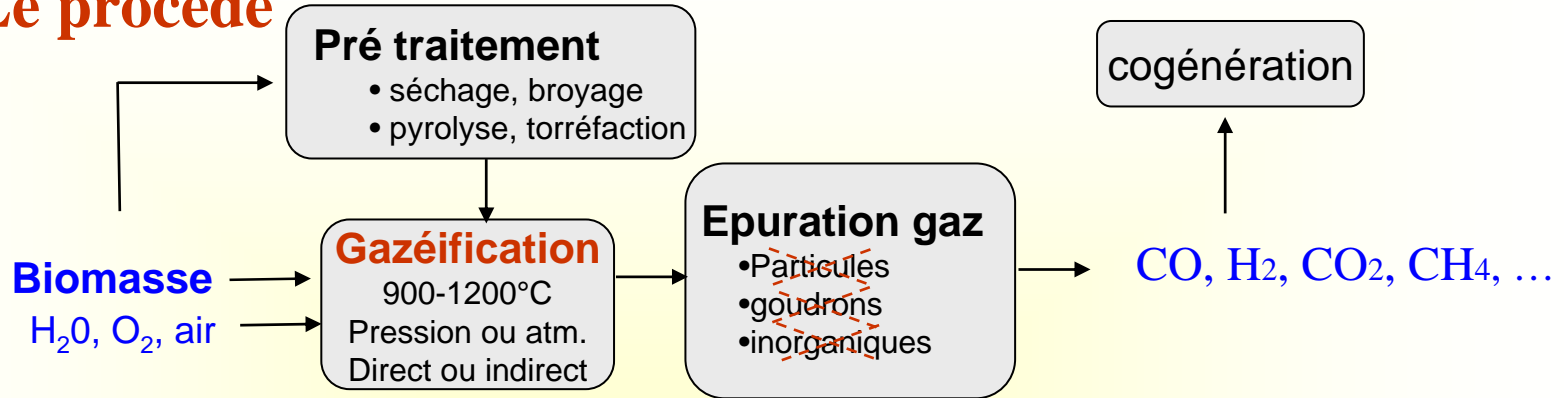 Le procédé
Pré traitement
• séchage, broyage
• pyrolyse, torréfaction
cogénération
Biomasse
H₂0, O₂, air
Gazéification
900-1200°C
Pression ou atm.
Direct ou indirect
Epuration gaz
•Particules
•goudrons
•inorganiques
CO, H2, CO2, CH4, …